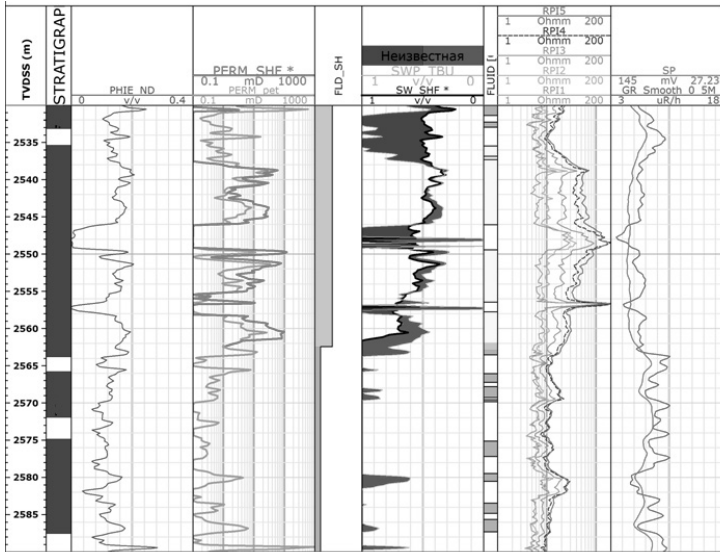 TVDSS (m)
STRATIGRAP
PHIE_ND
0 v/v 0.4
PERM_SHF *
0.1 mD 1000
PERM_pet
0.1 1000
mD
FLD_SH
Неизвестная
SWP_TBU
1 v/v 0
SW_SHF *
1 v/v 0
FLUID [
RPI5
1 Ohmm 200
RPI4
1 Ohmm 200
RPI3
1 Ohmm 200
RPI2
1 Ohmm 200
RPI1
1 Ohmm 200
SP
145 mV 27.23
GR_Smooth_0_5M
3 uR/h 18
2535
2540
2545
2550
2555
2560
2565
2570
2575
2580
2585